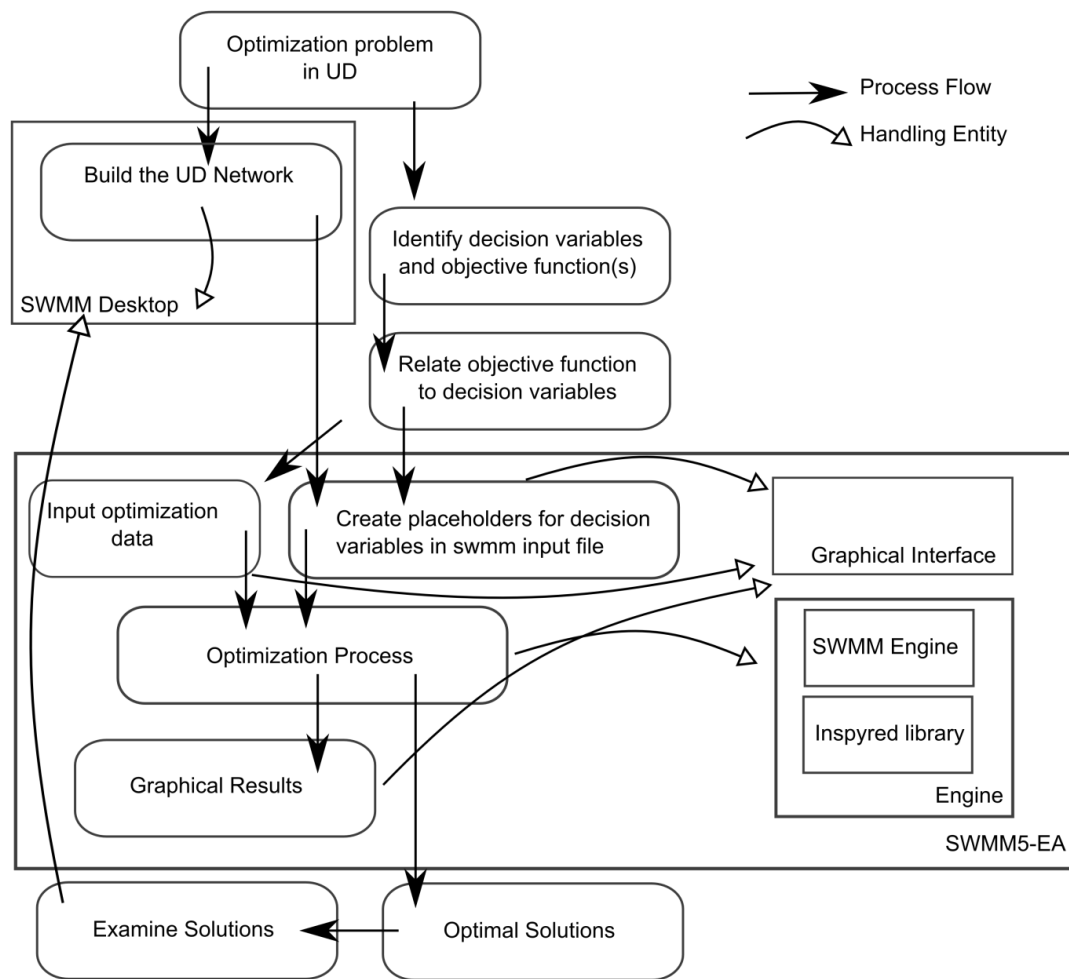 Optimization problem
in UD
Process Flow
Handling Entity
Build the UD Network
SWMM Desktop
Identify decision variables
and objective function(s)
Relate objective function
to decision variables
Input optimization
data
Create placeholders for decision
variables in swmm input file
Graphical Interface
Optimization Process
SWMM Engine
Inspyred library
Engine
Graphical Results
SWMM5-EA
Examine Solutions
Optimal Solutions